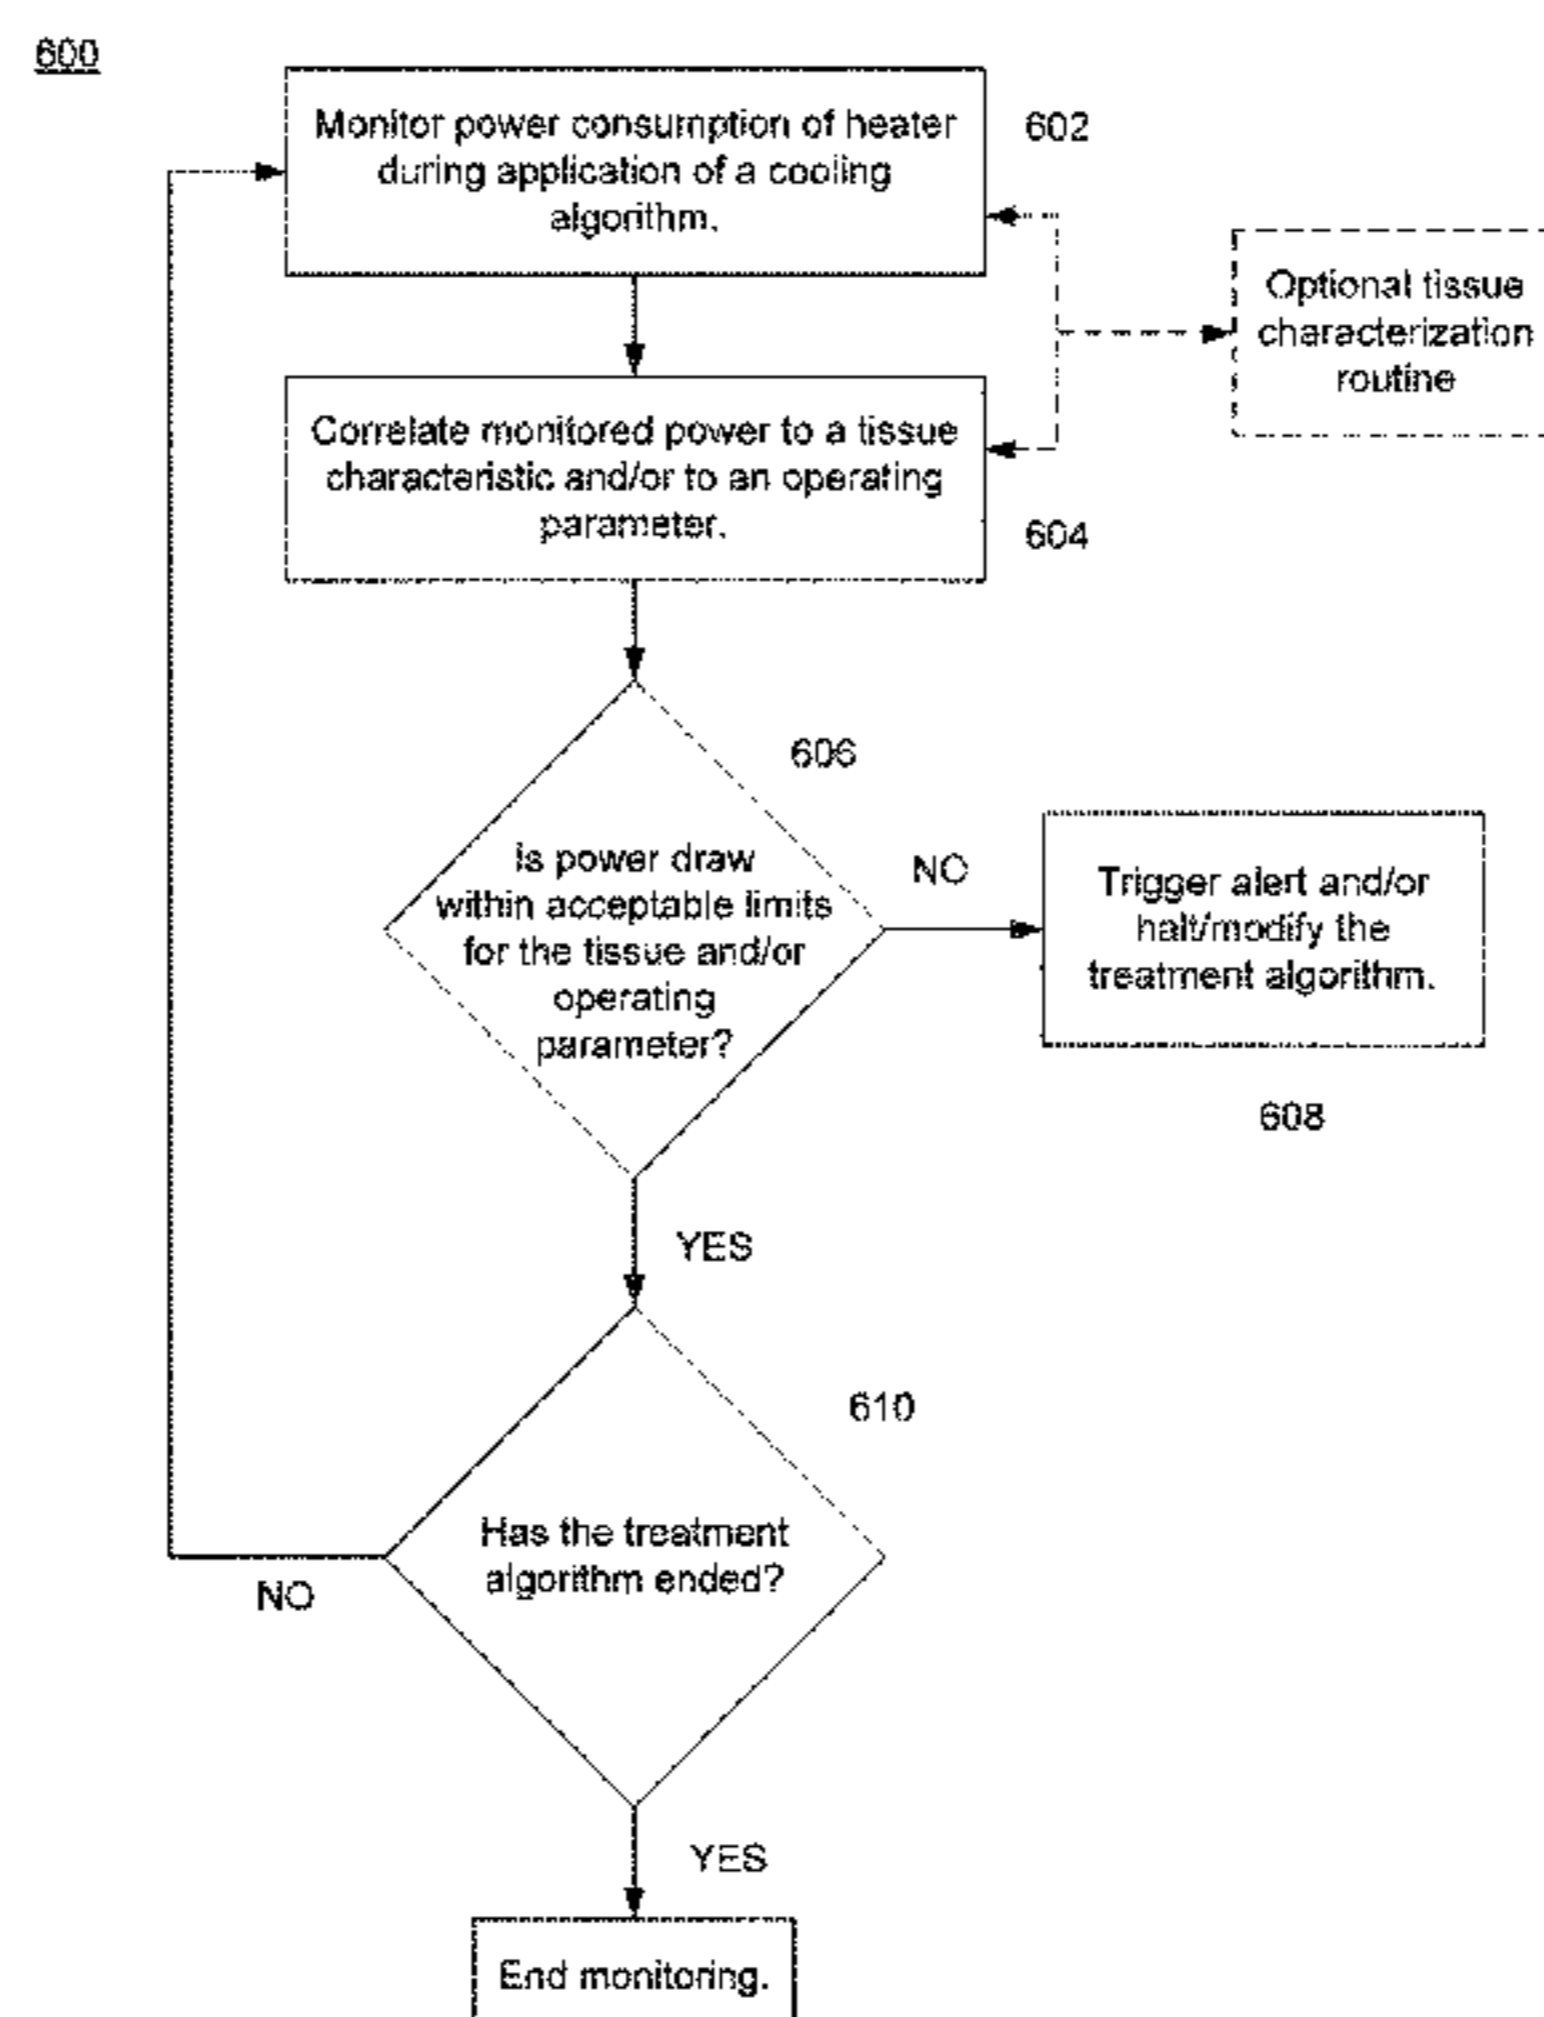 600
Monitor power consumption of heater
during application of a cooling
algorithm.
602
Optional tissue
characterization
routine
Correlate monitored power to a tissue
characteristic and/or to an operating
parameter.
604
606
Is power draw
within acceptable limits
for the tissue and/or
operating
parameter?
NO
Trigger alert and/or
halt/modify the
treatment algorithm.
608
YES
610
Has the treatment
algorithm ended?
NO
YES
End monitoring.